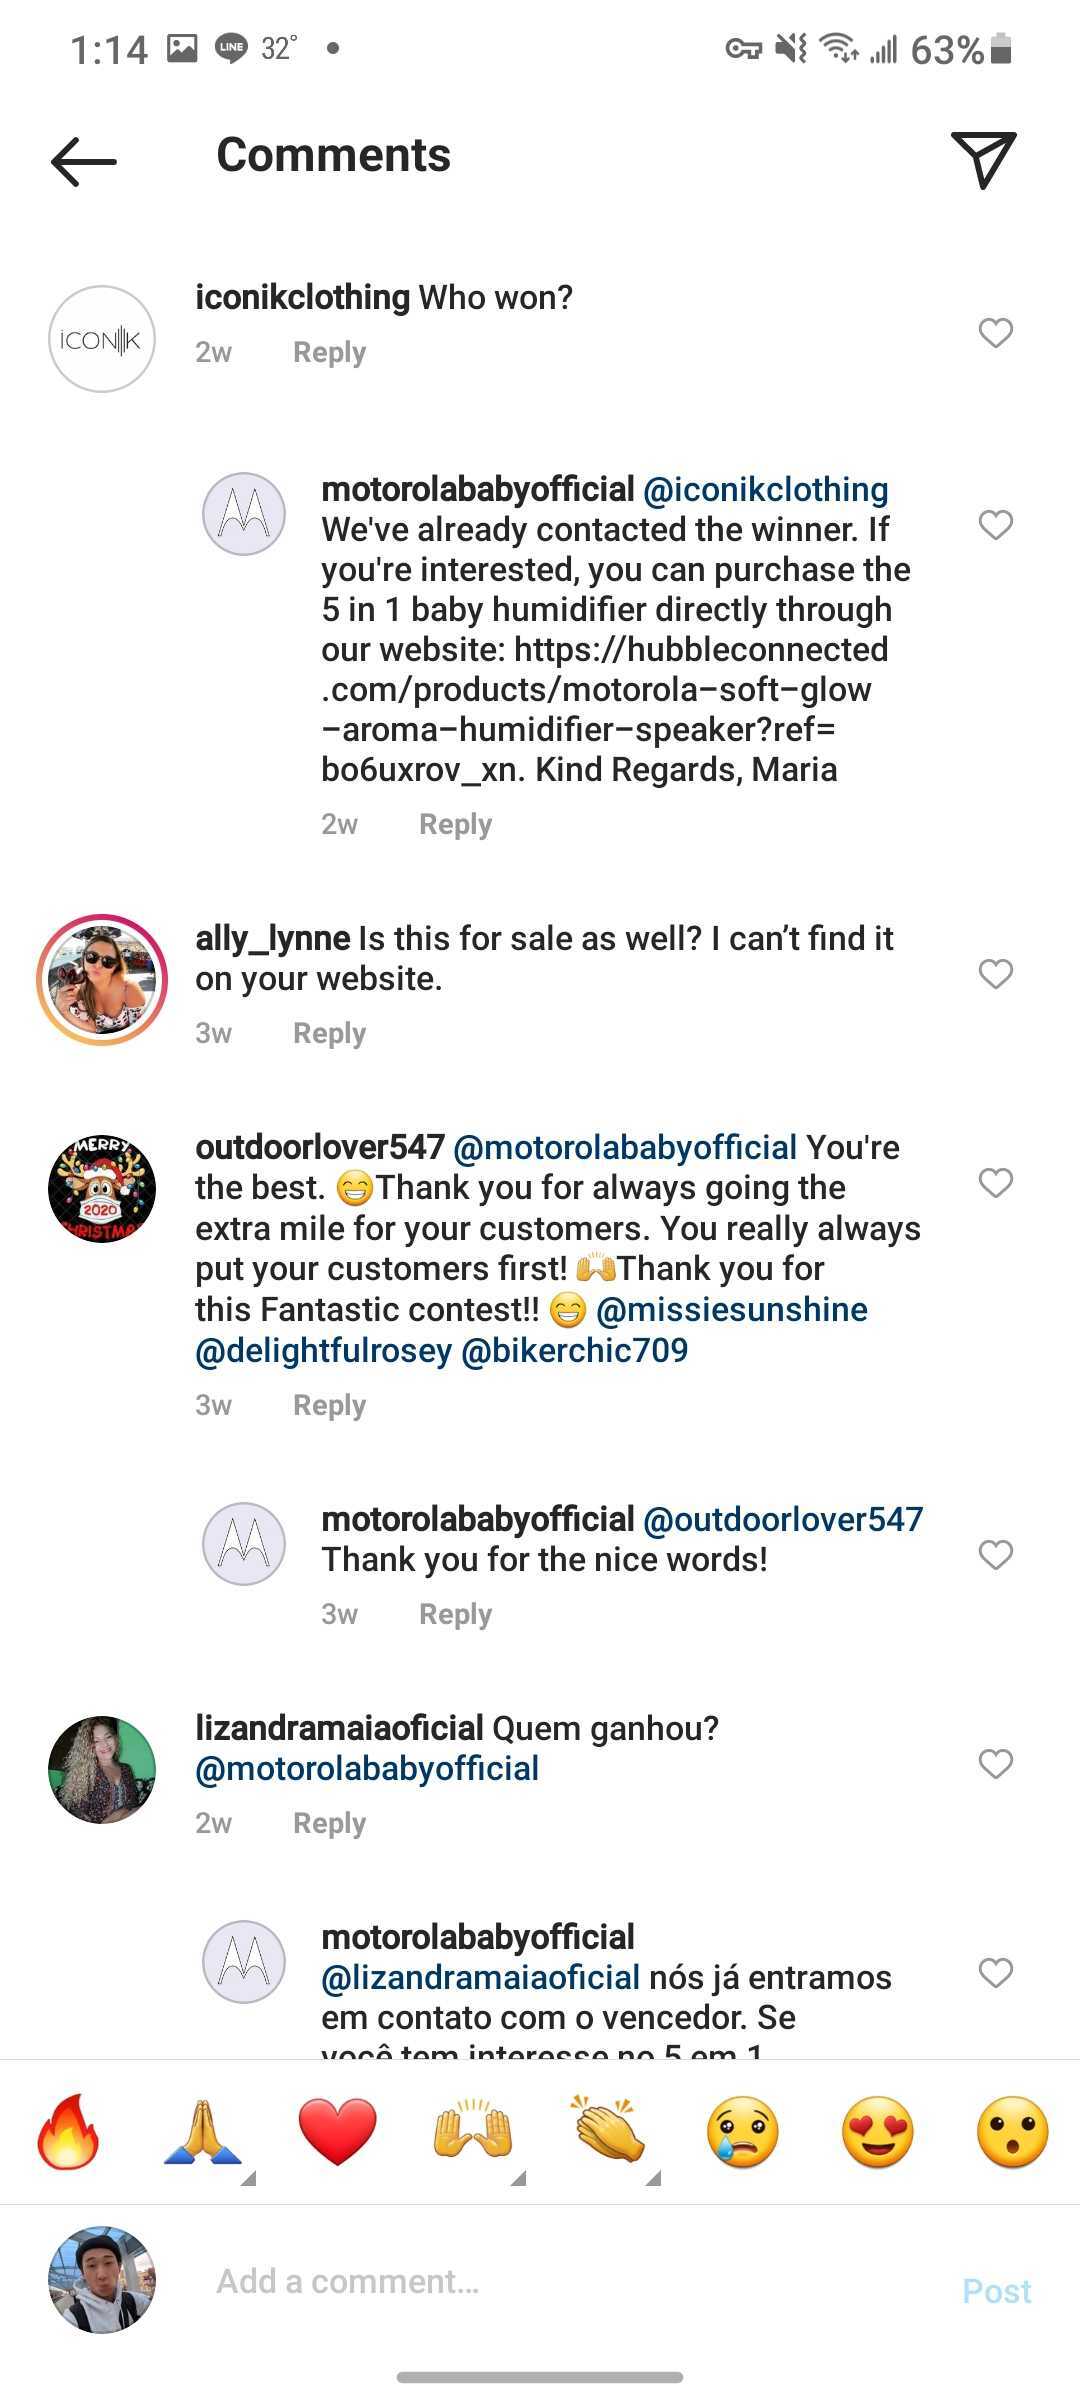 1:14 LINE 32° 63%
Comments
iconikclothing Who won?
ICONIK
2w Reply
motorolababyofficial @iconikclothing
We've already contacted the winner. If
you're interested, you can purchase the
5 in 1 baby humidifier directly through
our website: https://hubbleconnected
.com/products/motorola-soft-glow
-aroma-humidifier-speaker?ref=
bo6uxrov_xn. Kind Regards, Maria
2w Reply
ally_lynne Is this for sale as well? I can’t find it
on your website.
3w Reply
MERRY
2020
CHRISTMAS
outdoorlover547 @motorolababyofficial You're
the best. 😁Thank you for always going the
extra mile for your customers. You really always
put your customers first! 🙌Thank you for
this Fantastic contest!! 😁 @missiesunshine
@delightfulrosey @bikerchic709
3w Reply
motorolababyofficial @outdoorlover547
Thank you for the nice words!
3w Reply
lizandramaiaoficial Quem ganhou?
@motorolababyofficial
2w Reply
motorolababyofficial
@lizandramaiaoficial nós já entramos
em contato com o vencedor. Se
você tem interesse no 5 em 1
Add a comment...
Post